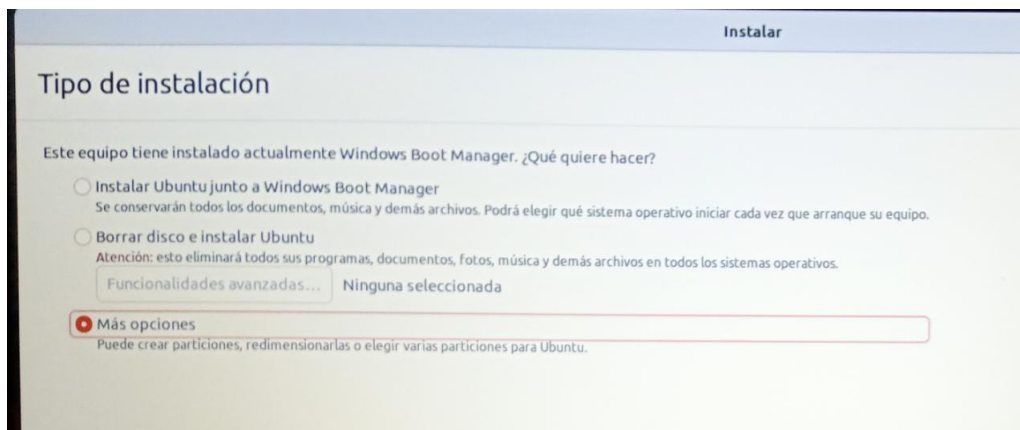 Instalar
Tipo de instalación
Este equipo tiene instalado actualmente Windows Boot Manager. ¿Qué quiere hacer?
Instalar Ubuntu junto a Windows Boot Manager
Se conservarán todos los documentos, música y demás archivos. Podrá elegir qué sistema operativo iniciar cada vez que arranque su equipo.
Borrar disco e instalar Ubuntu
Atención: esto eliminará todos sus programas, documentos, fotos, música y demás archivos en todos los sistemas operativos.
Funcionalidades avanzadas... Ninguna seleccionada
Más opciones
Puede crear particiones, redimensionarlas o elegir varias particiones para Ubuntu.